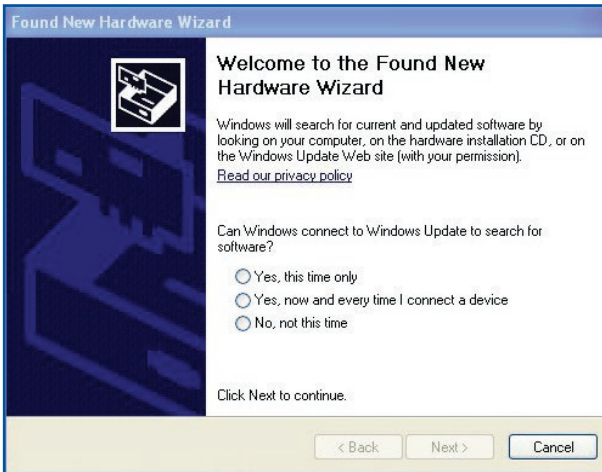 Found New Hardware Wizard
Welcome to the Found New
Hardware Wizard
Windows will search for current and updated software by
looking on your computer, on the hardware installation CD, or on
the Windows Update Web site (with your permission).
Read our privacy policy
Can Windows connect to Windows Update to search for
software?
Yes, this time only
Yes, now and every time I connect a device
No, not this time
Click Next to continue.
< Back Next > Cancel